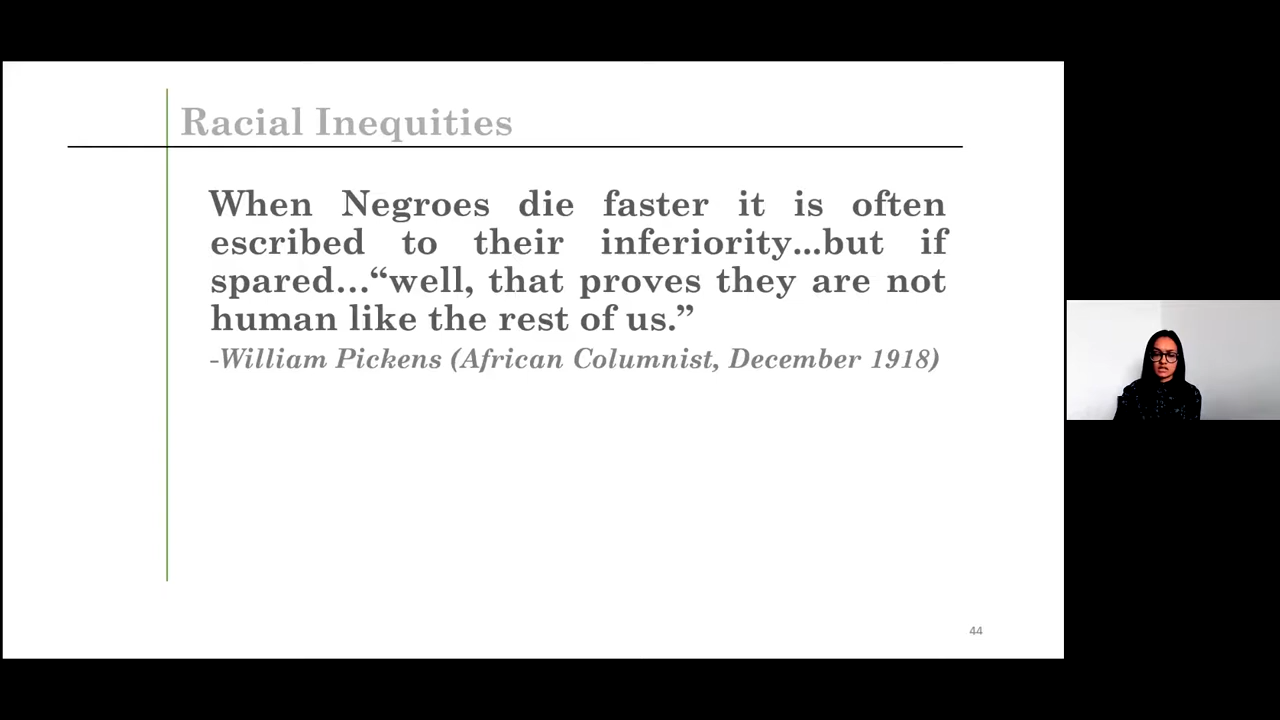 Racial Inequities
When Negroes die faster it is often
escribed to their inferiority...but if
spared…“well, that proves they are not
human like the rest of us.”
-William Pickens (African Columnist, December 1918)
44